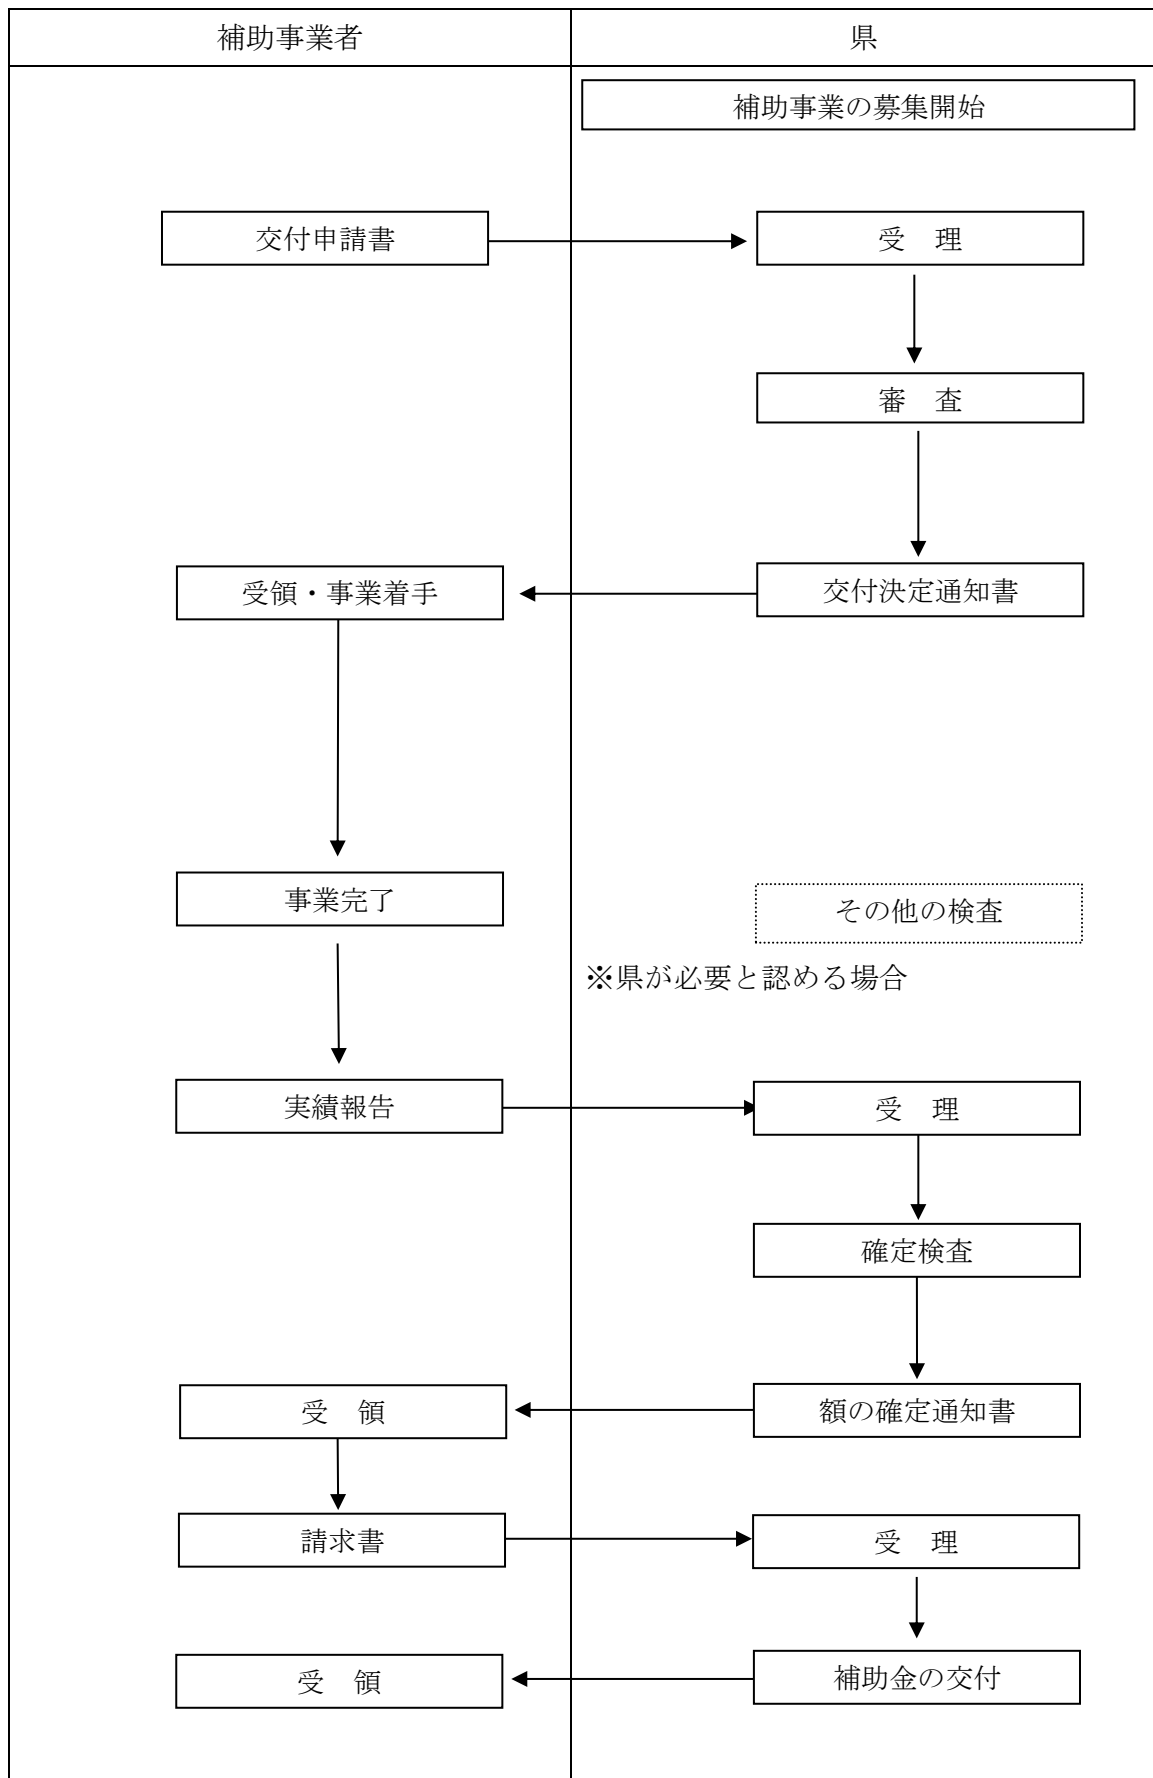 補助事業者
県
補助事業の募集開始
交付申請書
受　理
審　査
受領・事業着手
交付決定通知書
事業完了
その他の検査
※県が必要と認める場合
実績報告
受　理
確定検査
受　領
額の確定通知書
請求書
受　理
受　領
補助金の交付